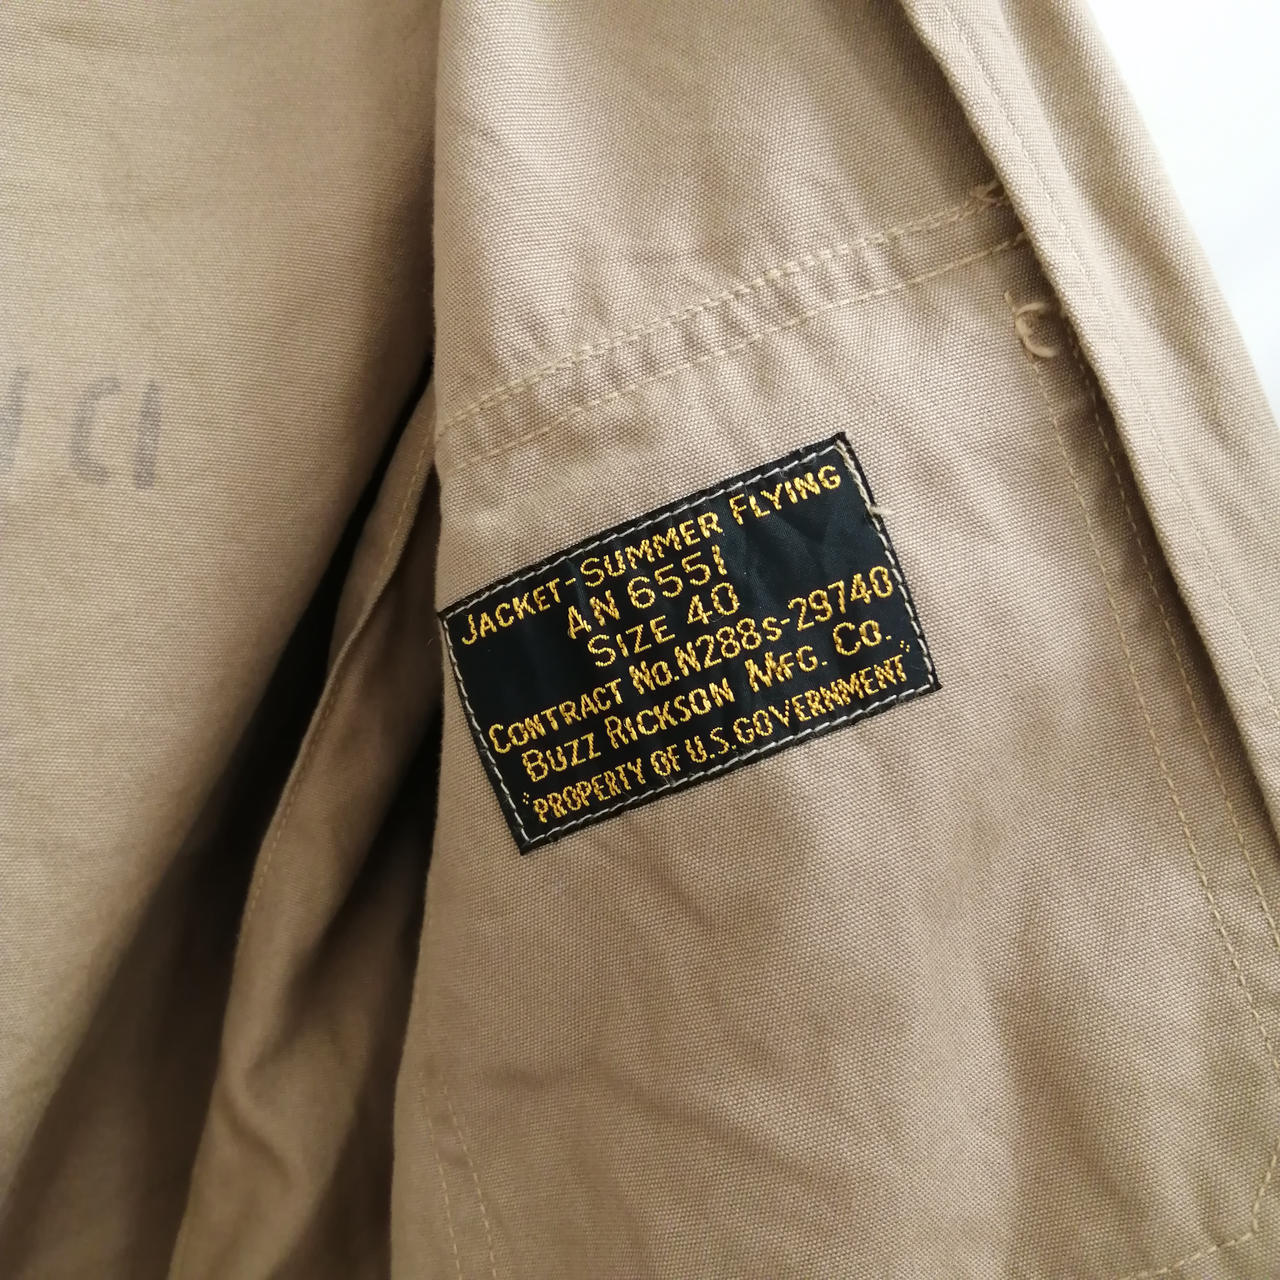 JACKET-SUMMER FLYING
AN 6551
SIZE 40
CONTRACT No. N288s-29740
BUZZ RICKSON MFG. Co.
"PROPERTY OF U.S. GOVERNMENT"